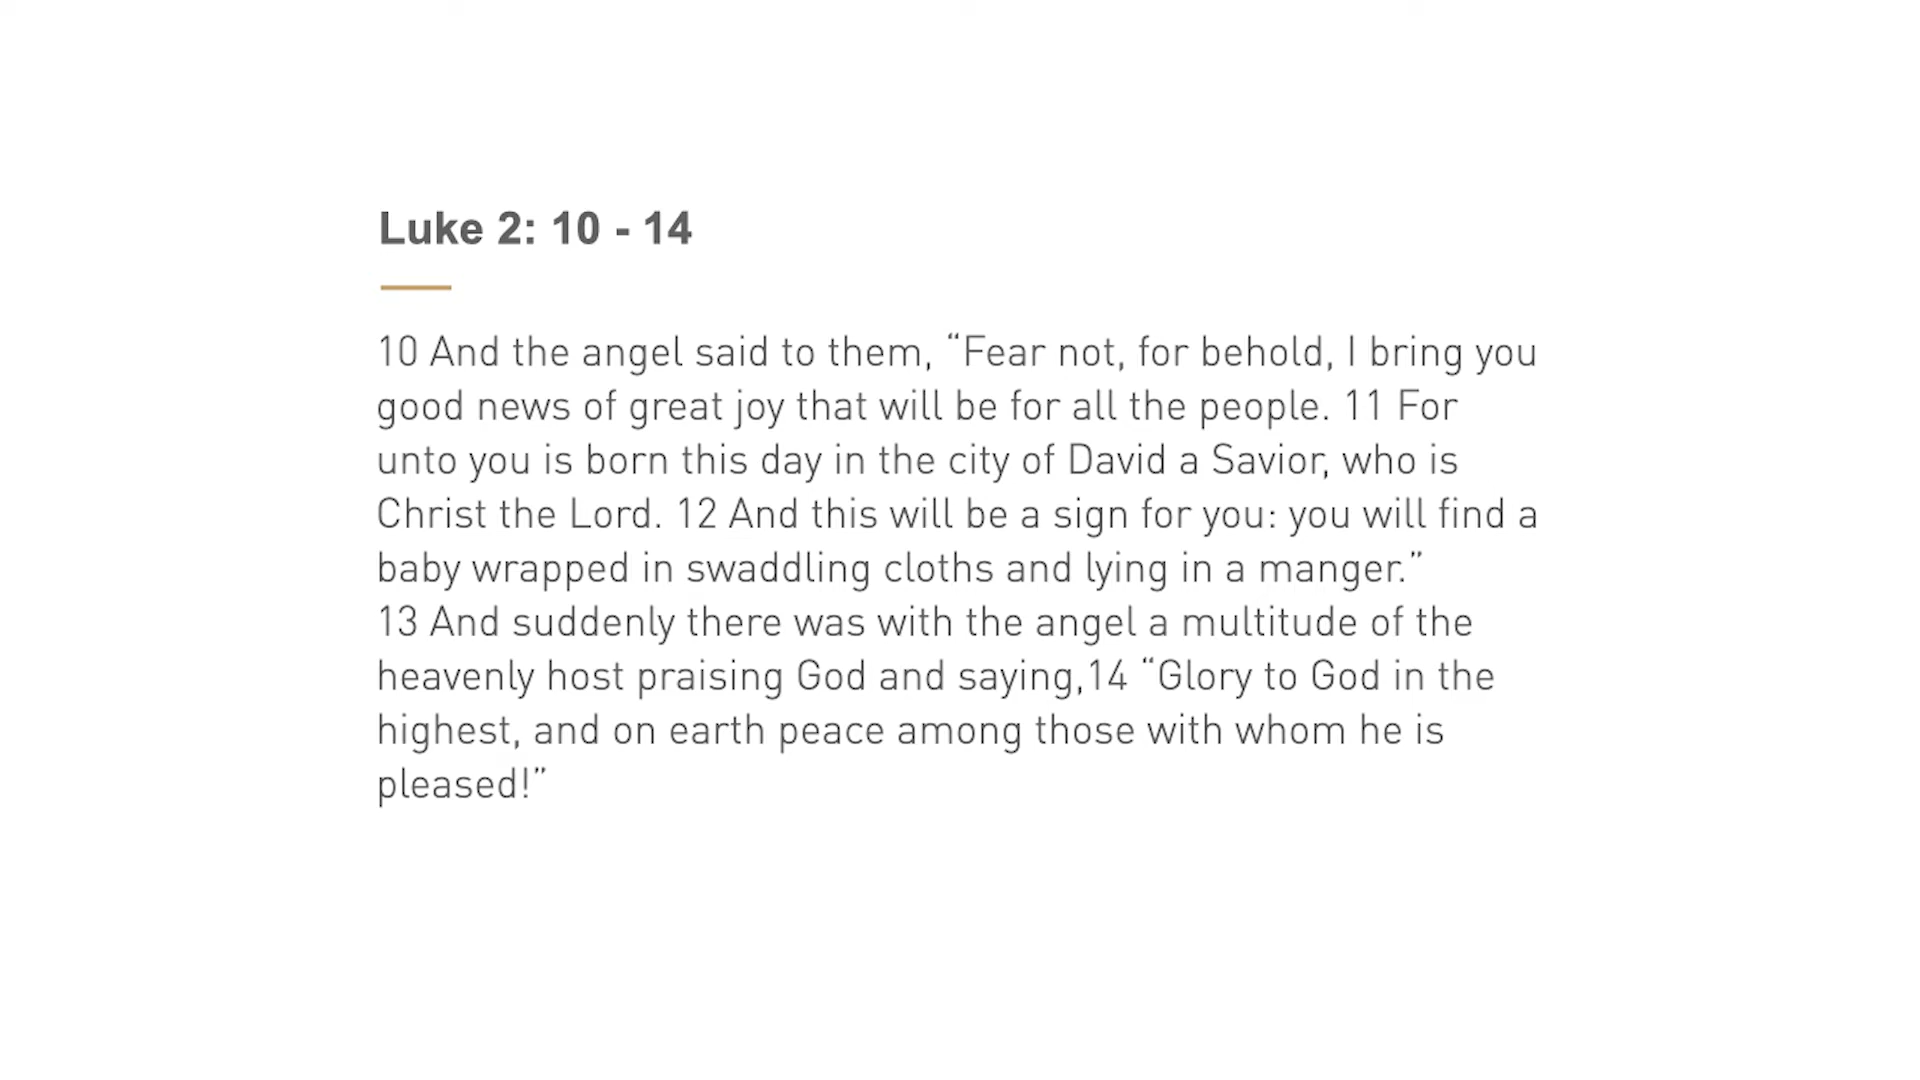 Luke 2: 10 - 14
10 And the angel said to them, “Fear not, for behold, I bring you
good news of great joy that will be for all the people. 11 For
unto you is born this day in the city of David a Savior, who is
Christ the Lord. 12 And this will be a sign for you: you will find a
baby wrapped in swaddling cloths and lying in a manger.”
13 And suddenly there was with the angel a multitude of the
heavenly host praising God and saying,14 “Glory to God in the
highest, and on earth peace among those with whom he is
pleased!”